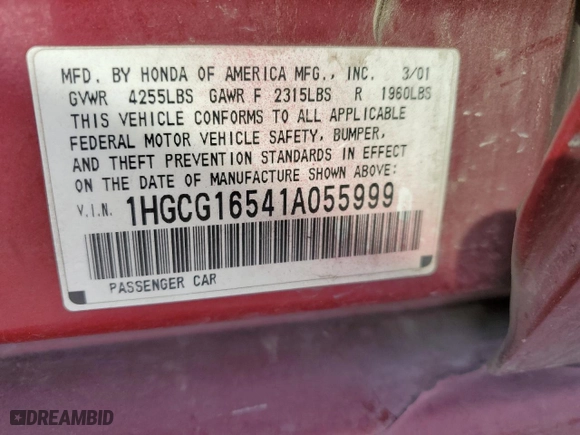 MFD. BY HONDA OF AMERICA MFG., INC. 3/01
GVWR 4255LBS GAWR F 2315LBS R 1960LBS
THIS VEHICLE CONFORMS TO ALL APPLICABLE
FEDERAL MOTOR VEHICLE SAFETY, BUMPER,
AND THEFT PREVENTION STANDARDS IN EFFECT
ON THE DATE OF MANUFACTURE SHOWN ABOVE:
V.I.N. 1HGCG16541A055999
PASSENGER CAR
DREAMBID